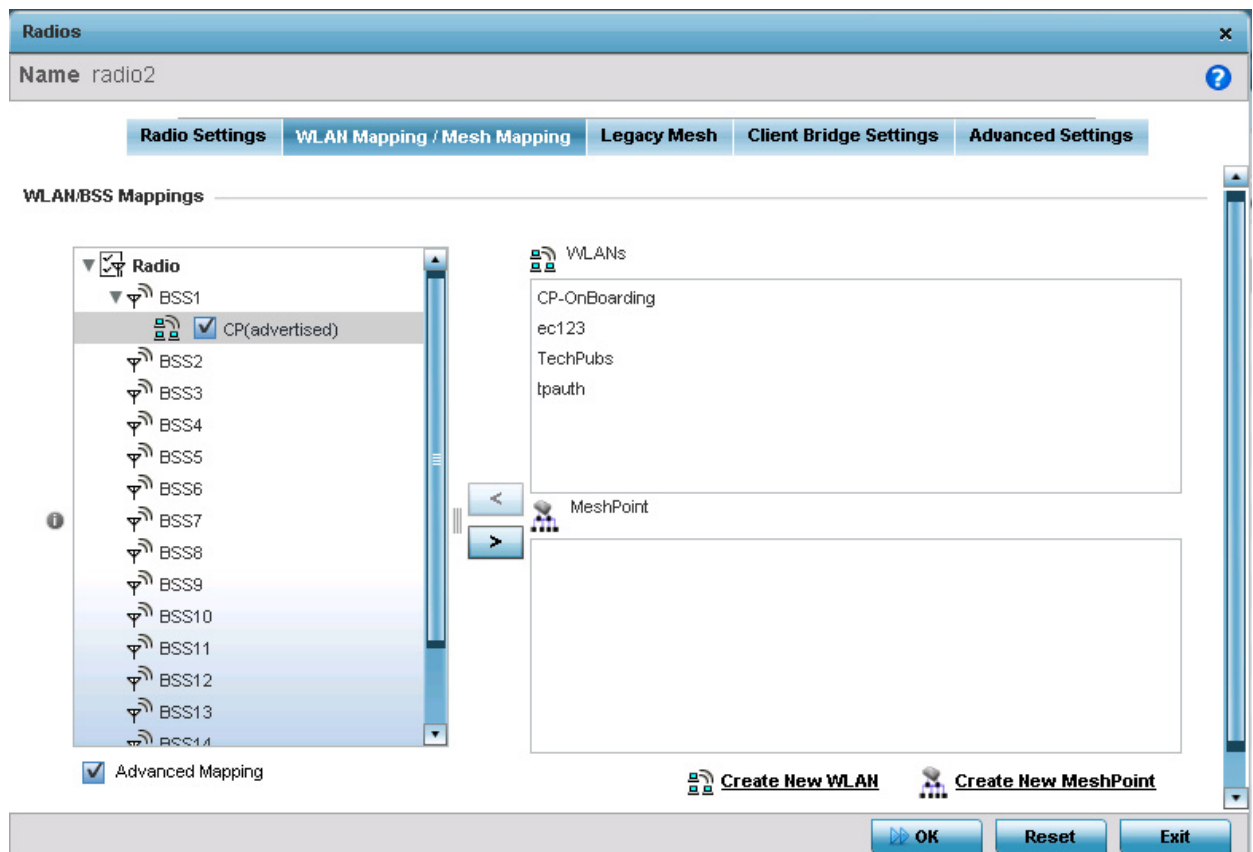 Radios
Name radio2
Radio Settings
WLAN Mapping / Mesh Mapping
Legacy Mesh
Client Bridge Settings
Advanced Settings
WLAN/BSS Mappings
Radio
BSS1
CP(advertised)
BSS2
BSS3
BSS4
BSS5
BSS6
BSS7
BSS8
BSS9
BSS10
BSS11
BSS12
BSS13
BSS14
Advanced Mapping
<
>
WLANs
CP-OnBoarding
ec123
TechPubs
tpauth
MeshPoint
Create New WLAN
Create New MeshPoint
OK
Reset
Exit